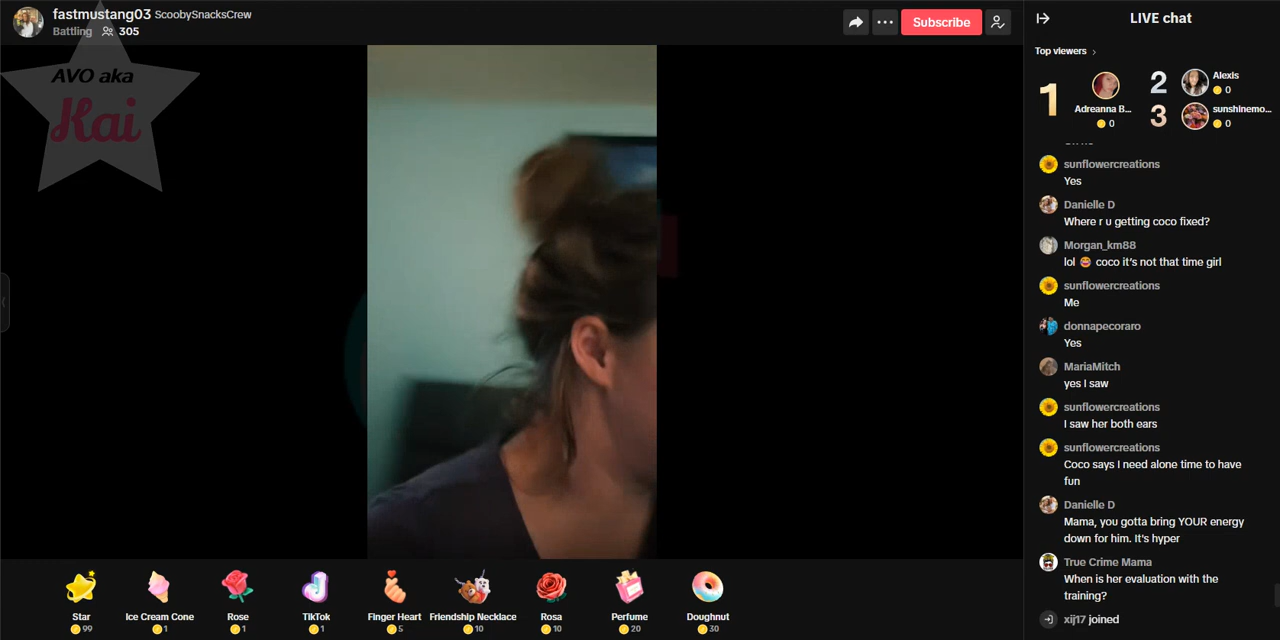 fastmustang03 ScoobySnacksCrew
Battling 305
Subscribe
AVO aka
Kai
LIVE chat
Top viewers
1
Adreanna B...
0
2
Alexis
0
3
sunshinemo...
0
sunflowercreations
Yes
Danielle D
Where r u getting coco fixed?
Morgan_km88
lol 🤣 coco it's not that time girl
sunflowercreations
Me
donnapecoraro
Yes
MariaMitch
yes I saw
sunflowercreations
I saw her both ears
sunflowercreations
Coco says I need alone time to have
fun
Danielle D
Mama, you gotta bring YOUR energy
down for him. It's hyper
True Crime Mama
When is her evaluation with the
training?
xij17 joined
Star
99
Ice Cream Cone
1
Rose
1
TikTok
1
Finger Heart
5
Friendship Necklace
10
Rosa
10
Perfume
20
Doughnut
30